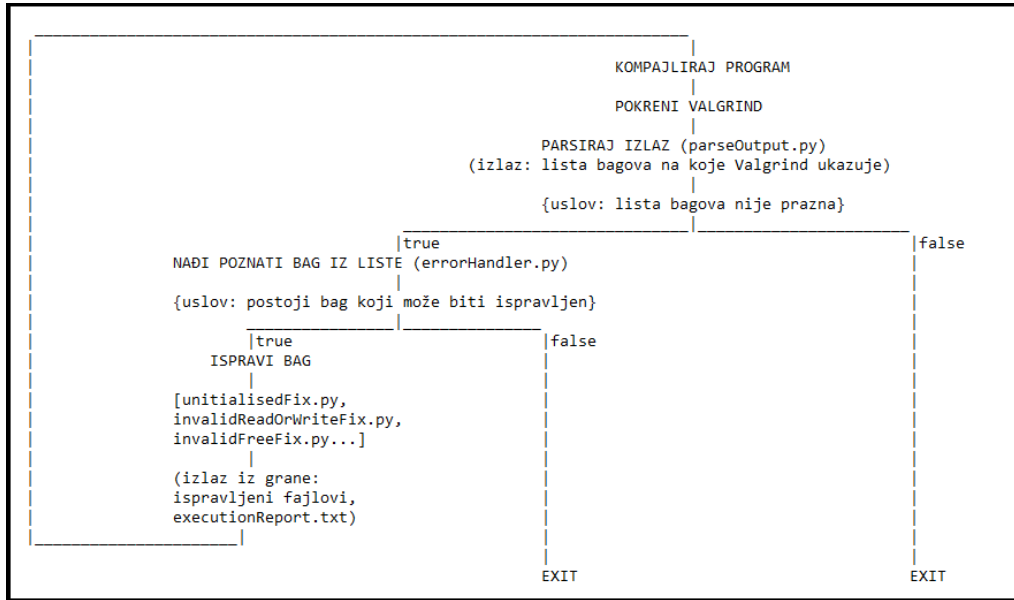 KOMPAJLIRAJ PROGRAM
POKRENI VALGRIND
PARSIRAJ IZLAZ (parseOutput.py)
(izlaz: lista bagova na koje Valgrind ukazuje)
{uslov: lista bagova nije prazna}
true
false
NAĐI POZNATI BAG IZ LISTE (errorHandler.py)
{uslov: postoji bag koji može biti ispravljen}
true
false
ISPRAVI BAG
[unitialisedFix.py,
invalidReadOrWriteFix.py,
invalidFreeFix.py...]
(izlaz iz grane:
ispravljeni fajlovi,
executionReport.txt)
EXIT
EXIT